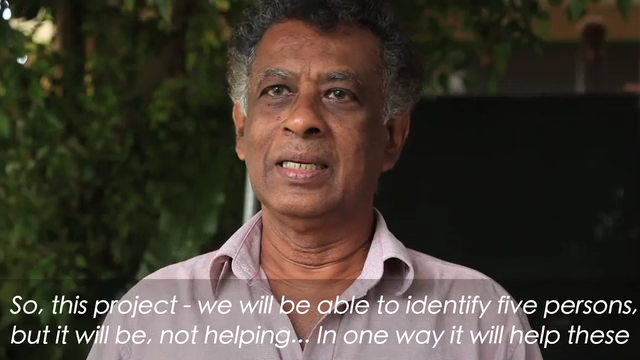 So, this project - we will be able to identify five persons,
but it will be, not helping... In one way it will help these